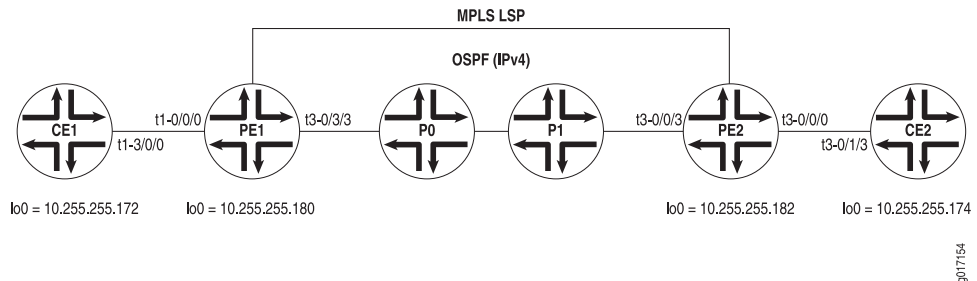 MPLS LSP
OSPF (IPv4)
CE1
t1-3/0/0
t1-0/0/0
PE1
t3-0/3/3
P0
P1
t3-0/0/3
PE2
t3-0/0/0
t3-0/1/3
CE2
lo0 = 10.255.255.172
lo0 = 10.255.255.180
lo0 = 10.255.255.182
lo0 = 10.255.255.174
g017154